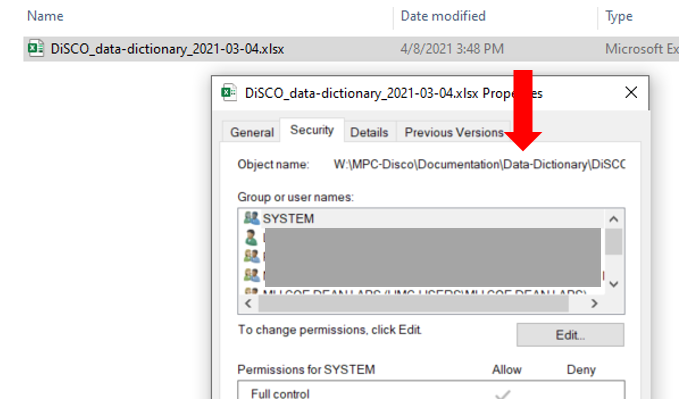 Name Date modified Type
DiSCO_data-dictionary_2021-03-04.xlsx 4/8/2021 3:48 PM Microsoft Ex
DiSCO_data-dictionary_2021-03-04.xlsx Properties
General Security Details Previous Versions
Object name: W:\MPC-Disco\Documentation\Data-Dictionary\DiSCC
Group or user names:
SYSTEM
To change permissions, click Edit.
Edit...
Permissions for SYSTEM Allow Deny
Full control